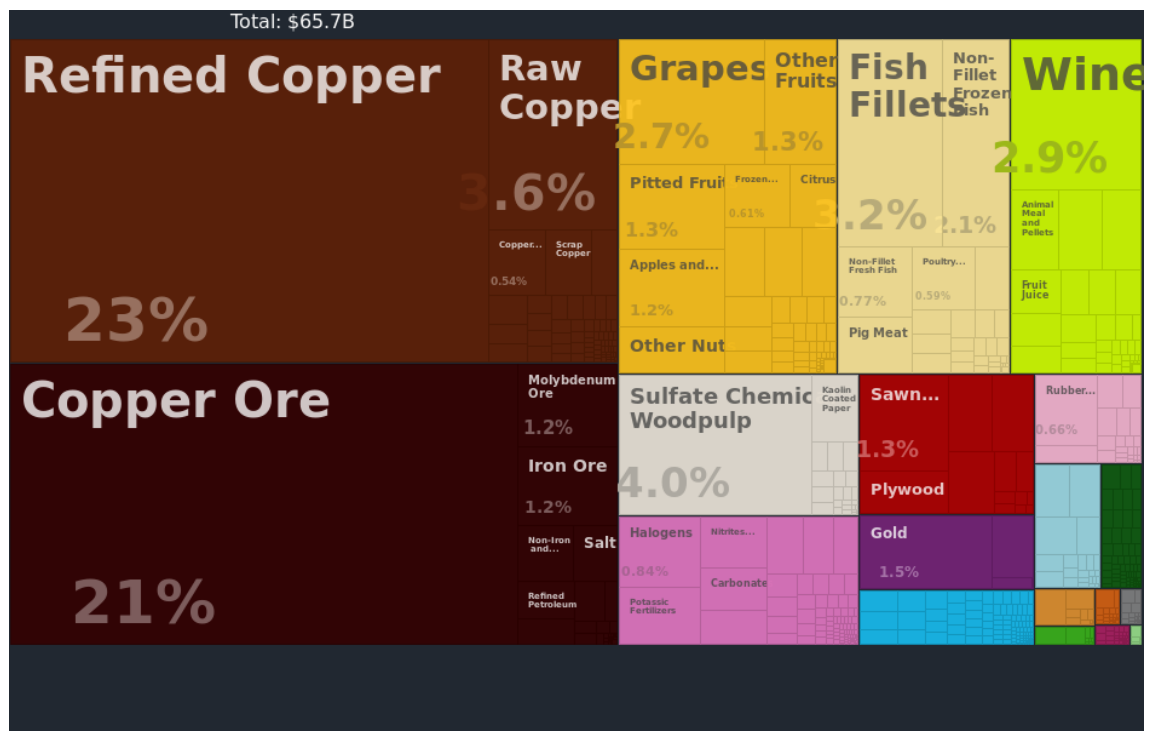 Total: $65.7B
Refined Copper
23%
Raw
Copper
3.6%
Copper...
0.54%
Scrap
Copper
Copper Ore
21%
Molybdenum
Ore
1.2%
Iron Ore
1.2%
Non-Iron
and...
Salt
Refined
Petroleum
Grapes
2.7%
Other
Fruits
1.3%
Pitted Fruit
1.3%
Frozen...
0.61%
Citrus
Apples and...
1.2%
Other Nuts
Fish
Fillets
3.2%
Non-
Fillet
Frozen
Fish
2.1%
Non-Fillet
Fresh Fish
0.77%
Poultry...
0.59%
Pig Meat
Wine
2.9%
Animal
Meal
and
Pellets
Fruit
Juice
Sulfate Chemic
Woodpulp
4.0%
Kaolin
Coated
Paper
Sawn...
1.3%
Plywood
Rubber...
0.66%
Halogens
0.84%
Nitrites...
Potassic
Fertilizers
Carbonate
Gold
1.5%